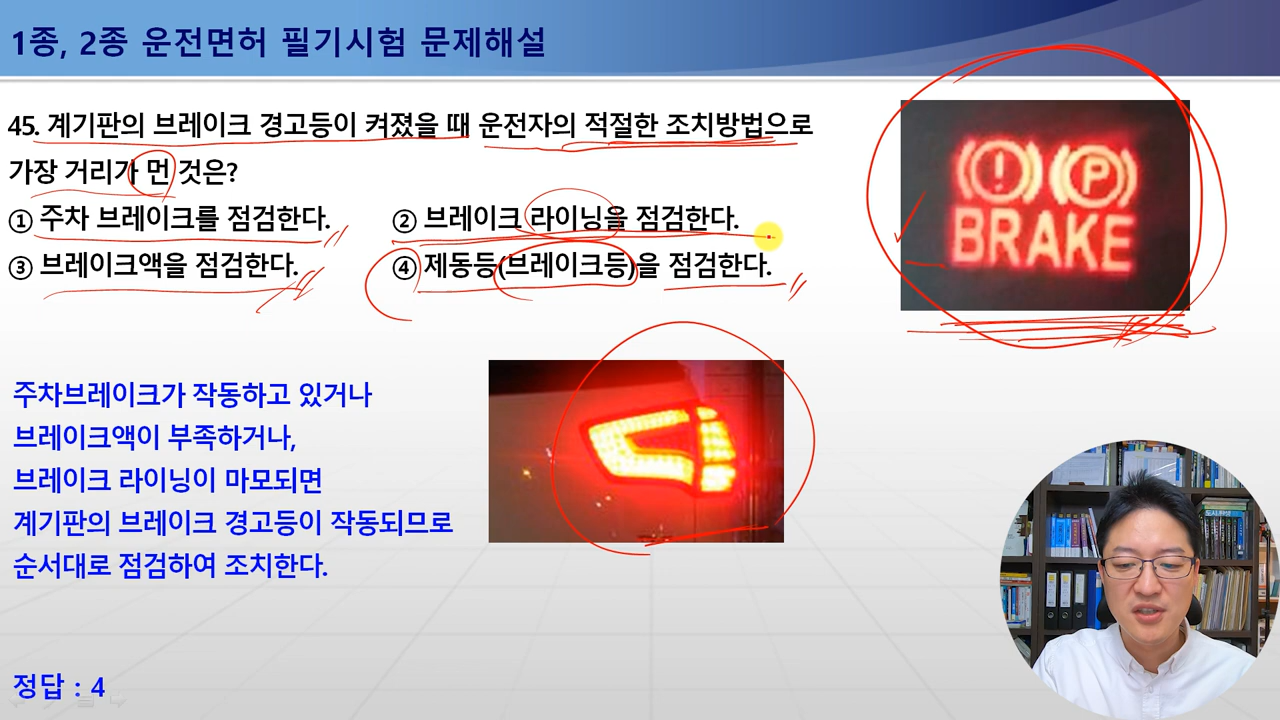 1종, 2종 운전면허 필기시험 문제해설
45. 계기판의 브레이크 경고등이 켜졌을 때 운전자의 적절한 조치방법으로
가장 거리가 먼 것은?
① 주차 브레이크를 점검한다.
② 브레이크 라이닝을 점검한다.
③ 브레이크액을 점검한다.
④ 제동등(브레이크등)을 점검한다.
(!) (P)
BRAKE
주차브레이크가 작동하고 있거나
브레이크액이 부족하거나,
브레이크 라이닝이 마모되면
계기판의 브레이크 경고등이 작동되므로
순서대로 점검하여 조치한다.
정답 : 4